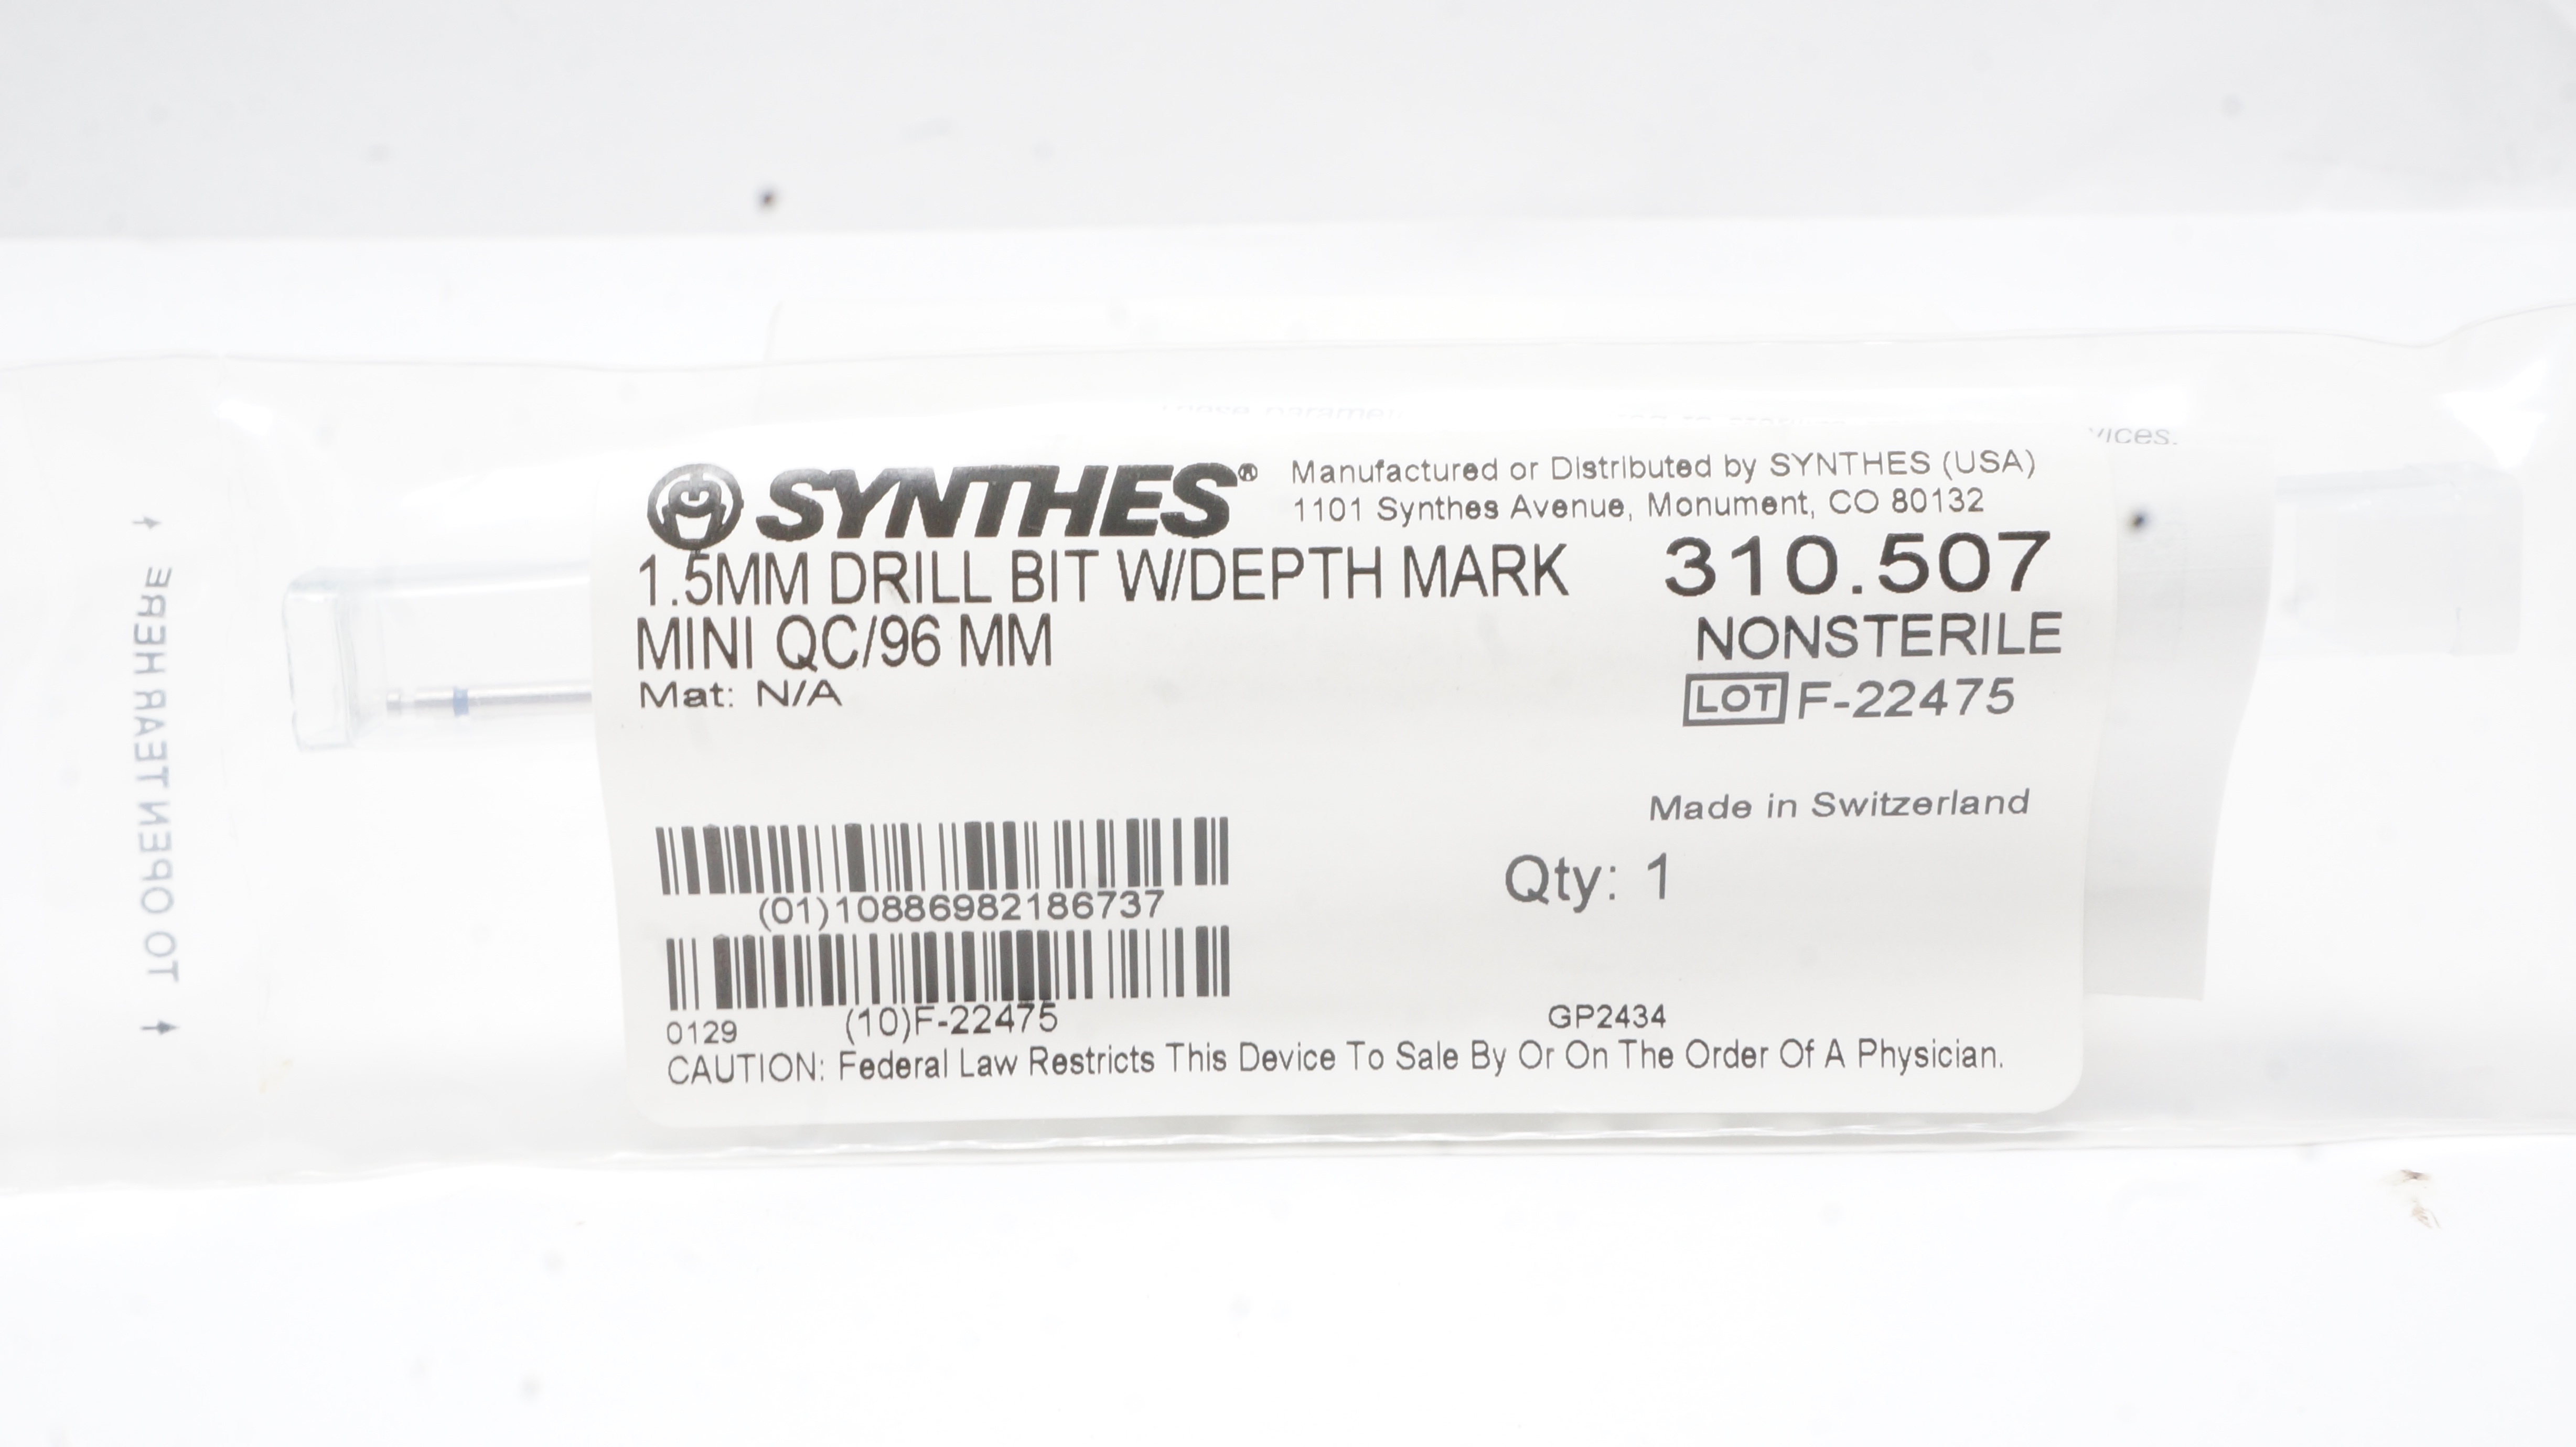 vices.
SYNTHES®
Manufactured or Distributed by SYNTHES (USA)
1101 Synthes Avenue, Monument, CO 80132
1.5MM DRILL BIT W/DEPTH MARK
MINI QC/96 MM
Mat: N/A
310.507
NONSTERILE
LOT F-22475
Made in Switzerland
Qty: 1
(01)10886982186737
(10)F-22475
0129
GP2434
CAUTION: Federal Law Restricts This Device To Sale By Or On The Order Of A Physician.
TO OPEN TEAR HERE